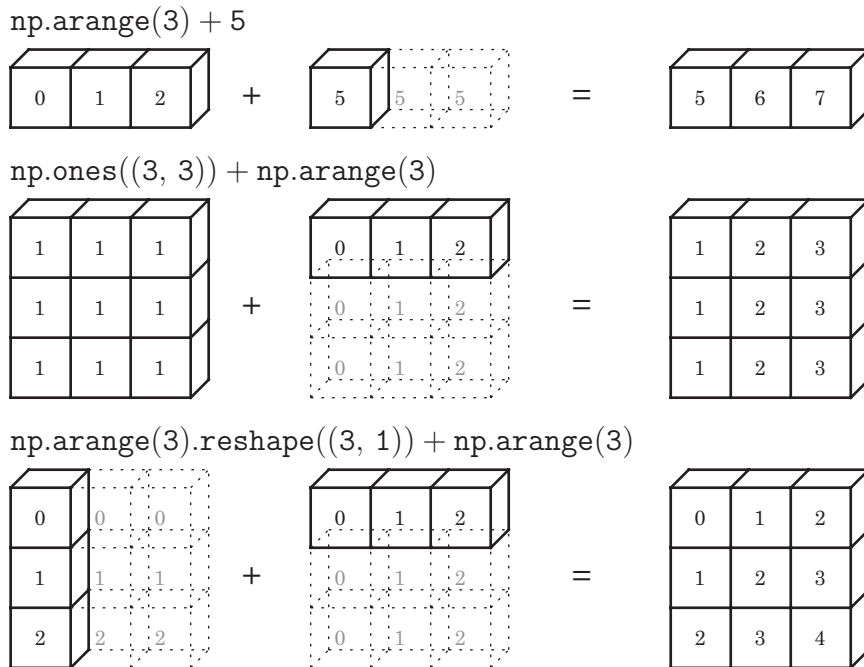 np.arange(3) + 5
0 1 2 + 5 5 5 = 5 6 7
np.ones((3, 3)) + np.arange(3)
1 1 1 0 1 2 1 2 3
1 1 1 + 0 1 2 = 1 2 3
1 1 1 0 1 2 1 2 3
np.arange(3).reshape((3, 1)) + np.arange(3)
0 0 0 0 1 2 0 1 2
1 1 1 + 0 1 2 = 1 2 3
2 2 2 0 1 2 2 3 4